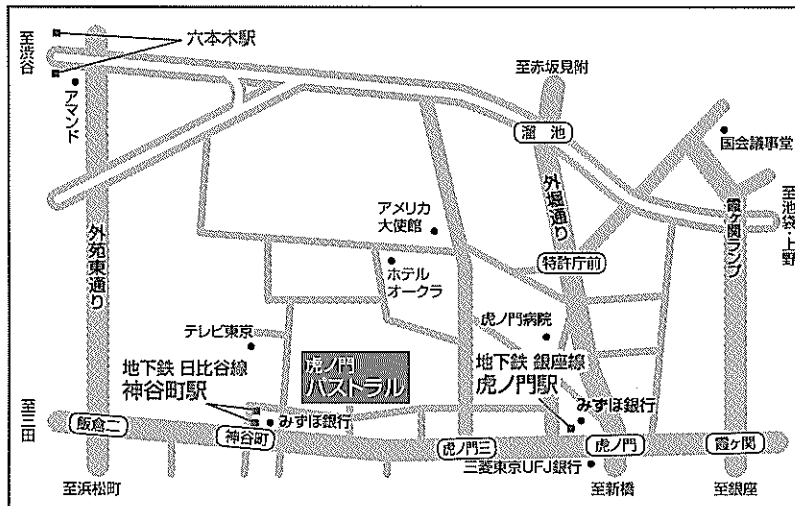 至渋谷
六本木駅
アマンド
至赤坂見附
溜 池
国会議事堂
至池袋・上野
外堀通り
霞ヶ関ランプ
アメリカ
大使館
外苑東通り
特許庁前
ホテル
オークラ
虎ノ門病院
テレビ東京
地下鉄 日比谷線
神谷町駅
虎ノ門
パストラル
地下鉄 銀座線
虎ノ門駅
至三田
飯倉二
神谷町
みずほ銀行
虎ノ門三
みずほ銀行
虎ノ門
霞ヶ関
三菱東京UFJ銀行
至浜松町
至新橋
至銀座